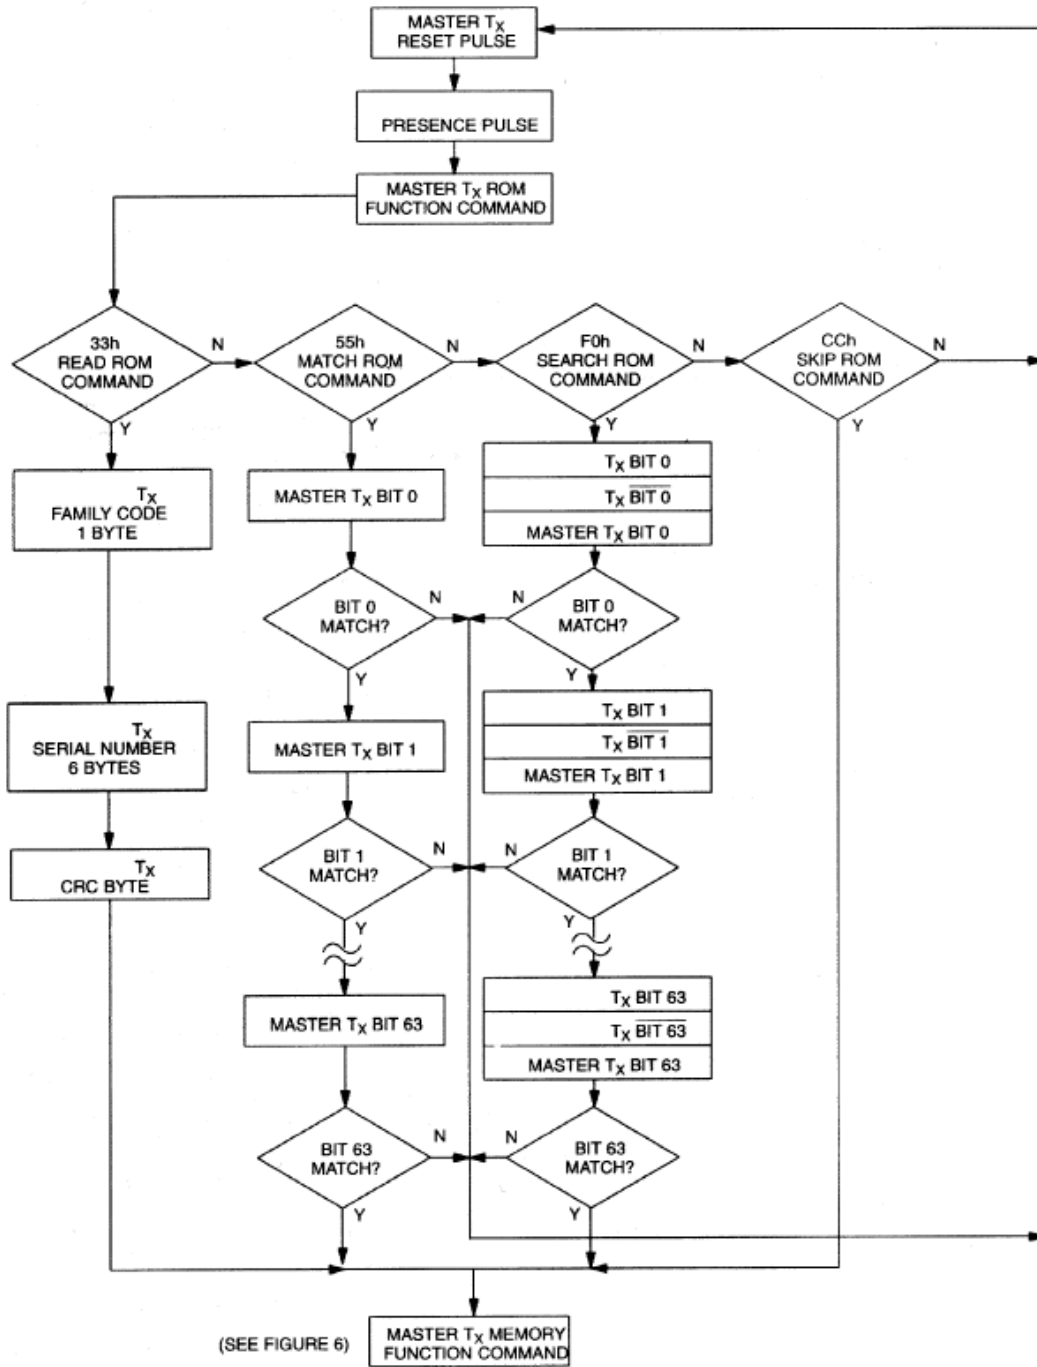 MASTER TX
RESET PULSE
PRESENCE PULSE
MASTER TX ROM
FUNCTION COMMAND
33h
READ ROM
COMMAND
N
Y
55h
MATCH ROM
COMMAND
N
Y
F0h
SEARCH ROM
COMMAND
N
Y
CCh
SKIP ROM
COMMAND
N
Y
TX
FAMILY CODE
1 BYTE
TX
SERIAL NUMBER
6 BYTES
TX
CRC BYTE
MASTER TX BIT 0
BIT 0
MATCH?
N
Y
MASTER TX BIT 1
BIT 1
MATCH?
N
Y
MASTER TX BIT 63
BIT 63
MATCH?
N
Y
TX BIT 0
TX B̅I̅T̅ ̅0̅
MASTER TX BIT 0
N
BIT 0
MATCH?
Y
TX BIT 1
TX B̅I̅T̅ ̅1̅
MASTER TX BIT 1
N
BIT 1
MATCH?
Y
TX BIT 63
TX B̅I̅T̅ ̅6̅3̅
MASTER TX BIT 63
N
BIT 63
MATCH?
Y
(SEE FIGURE 6)
MASTER TX MEMORY
FUNCTION COMMAND